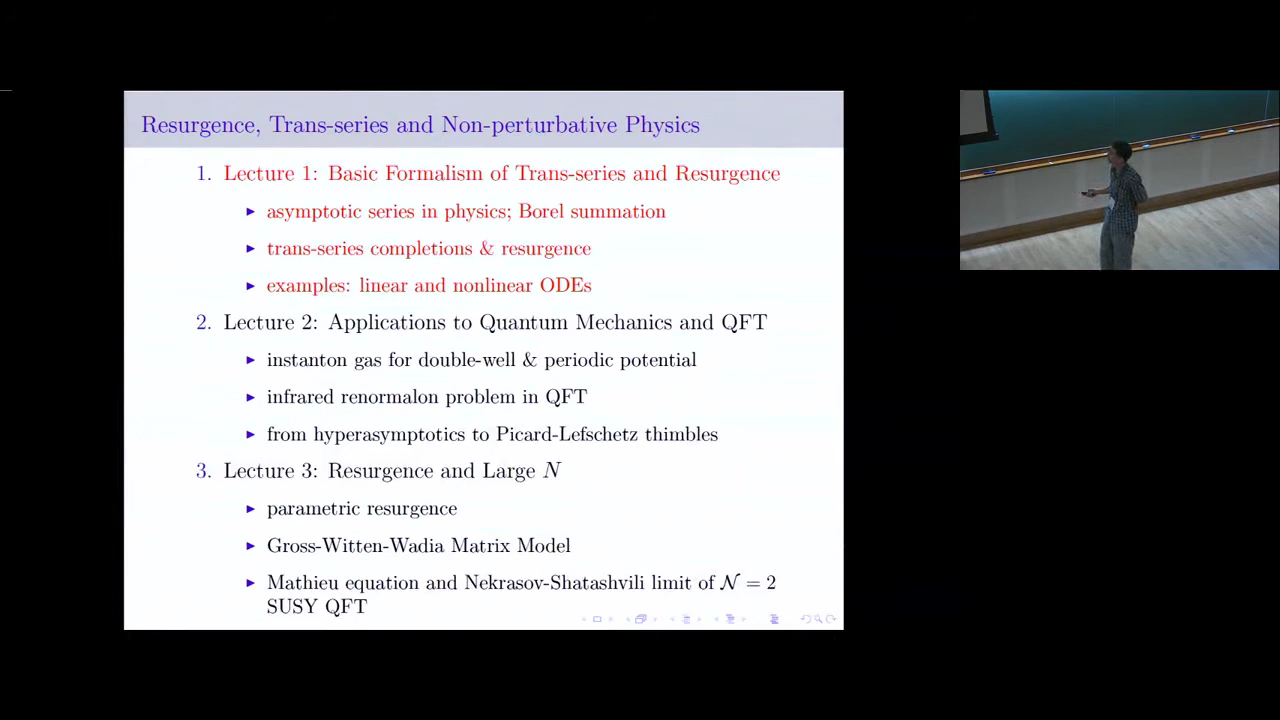 Resurgence, Trans-series and Non-perturbative Physics
1. Lecture 1: Basic Formalism of Trans-series and Resurgence
▶ asymptotic series in physics; Borel summation
▶ trans-series completions & resurgence
▶ examples: linear and nonlinear ODEs
2. Lecture 2: Applications to Quantum Mechanics and QFT
▶ instanton gas for double-well & periodic potential
▶ infrared renormalon problem in QFT
▶ from hyperasymptotics to Picard-Lefschetz thimbles
3. Lecture 3: Resurgence and Large N
▶ parametric resurgence
▶ Gross-Witten-Wadia Matrix Model
▶ Mathieu equation and Nekrasov-Shatashvili limit of 𝒩 = 2
SUSY QFT